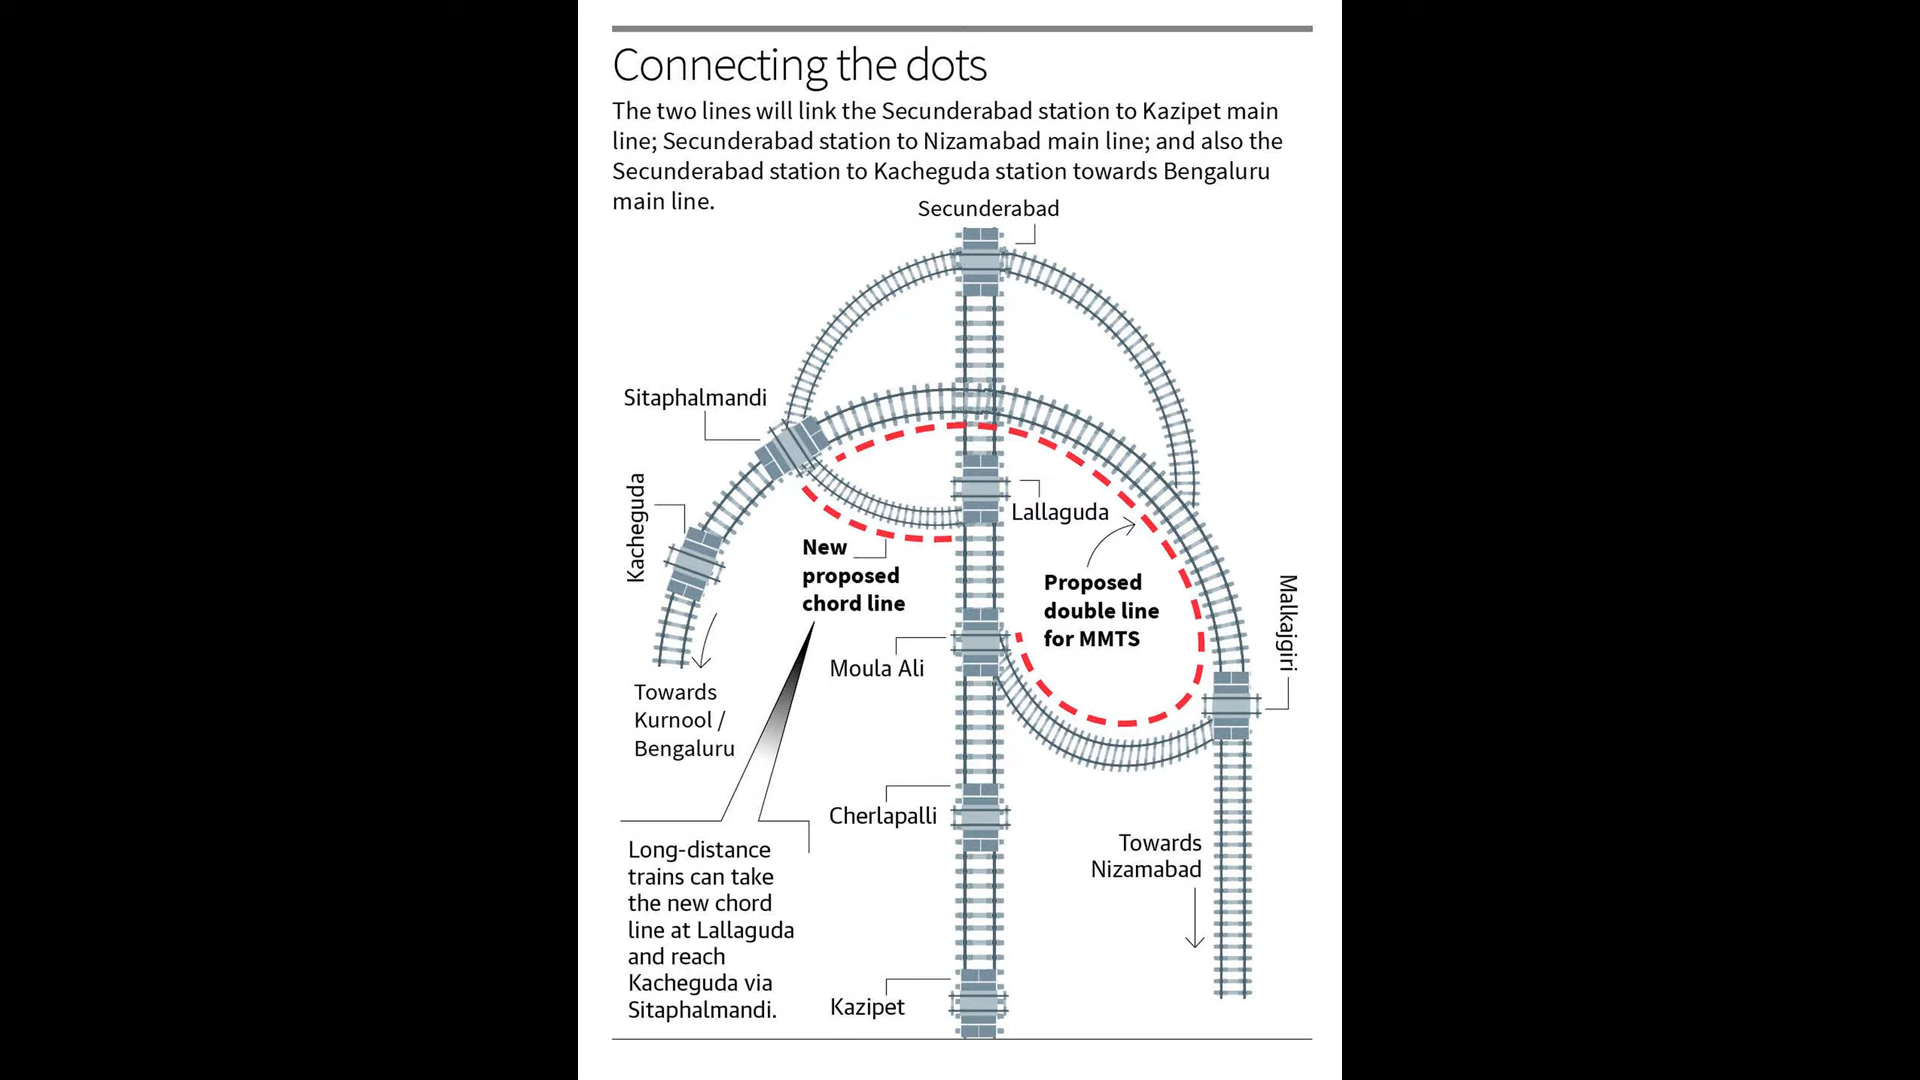 Connecting the dots
The two lines will link the Secunderabad station to Kazipet main
line; Secunderabad station to Nizamabad main line; and also the
Secunderabad station to Kacheguda station towards Bengaluru
main line.
Secunderabad
Sitaphalmandi
Kacheguda
Lallaguda
New
proposed
chord line
Proposed
double line
for MMTS
Malkajgiri
Moula Ali
Towards
Kurnool /
Bengaluru
Cherlapalli
Towards
Nizamabad
Long-distance
trains can take
the new chord
line at Lallaguda
and reach
Kacheguda via
Sitaphalmandi.
Kazipet